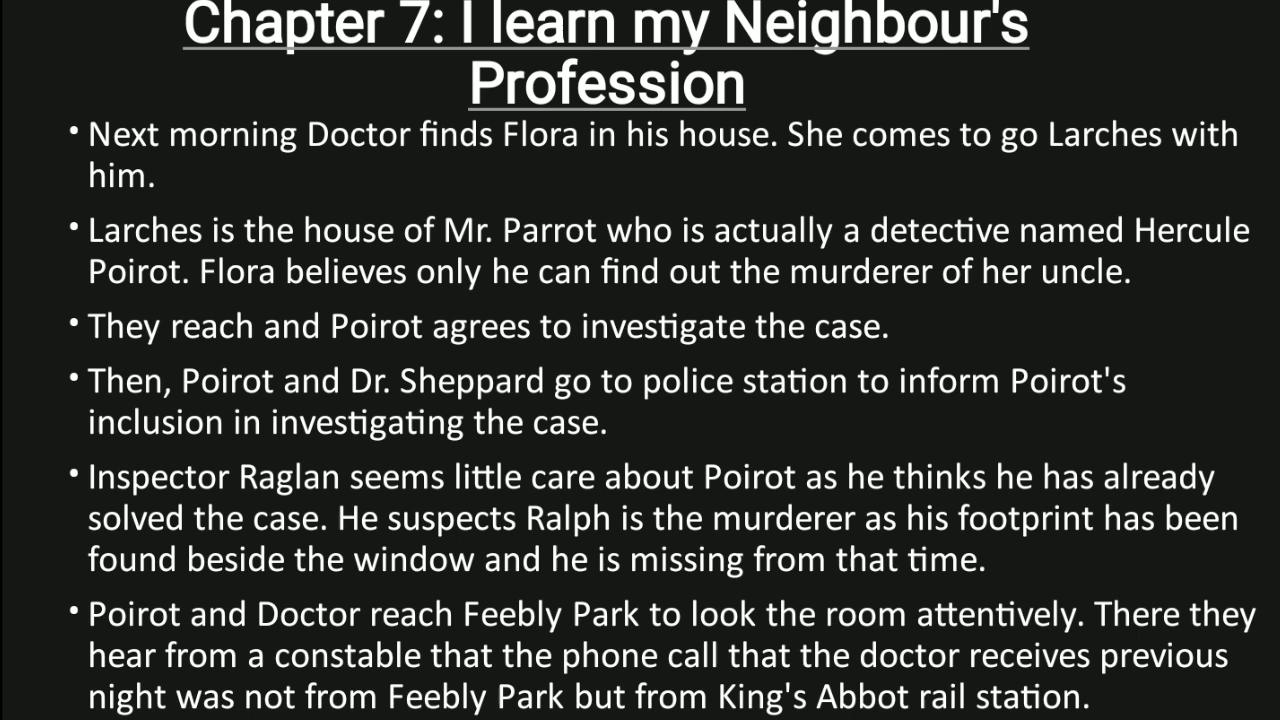 Chapter 7: I learn my Neighbour's
Profession
• Next morning Doctor finds Flora in his house. She comes to go Larches with
him.
• Larches is the house of Mr. Parrot who is actually a detective named Hercule
Poirot. Flora believes only he can find out the murderer of her uncle.
• They reach and Poirot agrees to investigate the case.
• Then, Poirot and Dr. Sheppard go to police station to inform Poirot's
inclusion in investigating the case.
• Inspector Raglan seems little care about Poirot as he thinks he has already
solved the case. He suspects Ralph is the murderer as his footprint has been
found beside the window and he is missing from that time.
• Poirot and Doctor reach Feebly Park to look the room attentively. There they
hear from a constable that the phone call that the doctor receives previous
night was not from Feebly Park but from King's Abbot rail station.